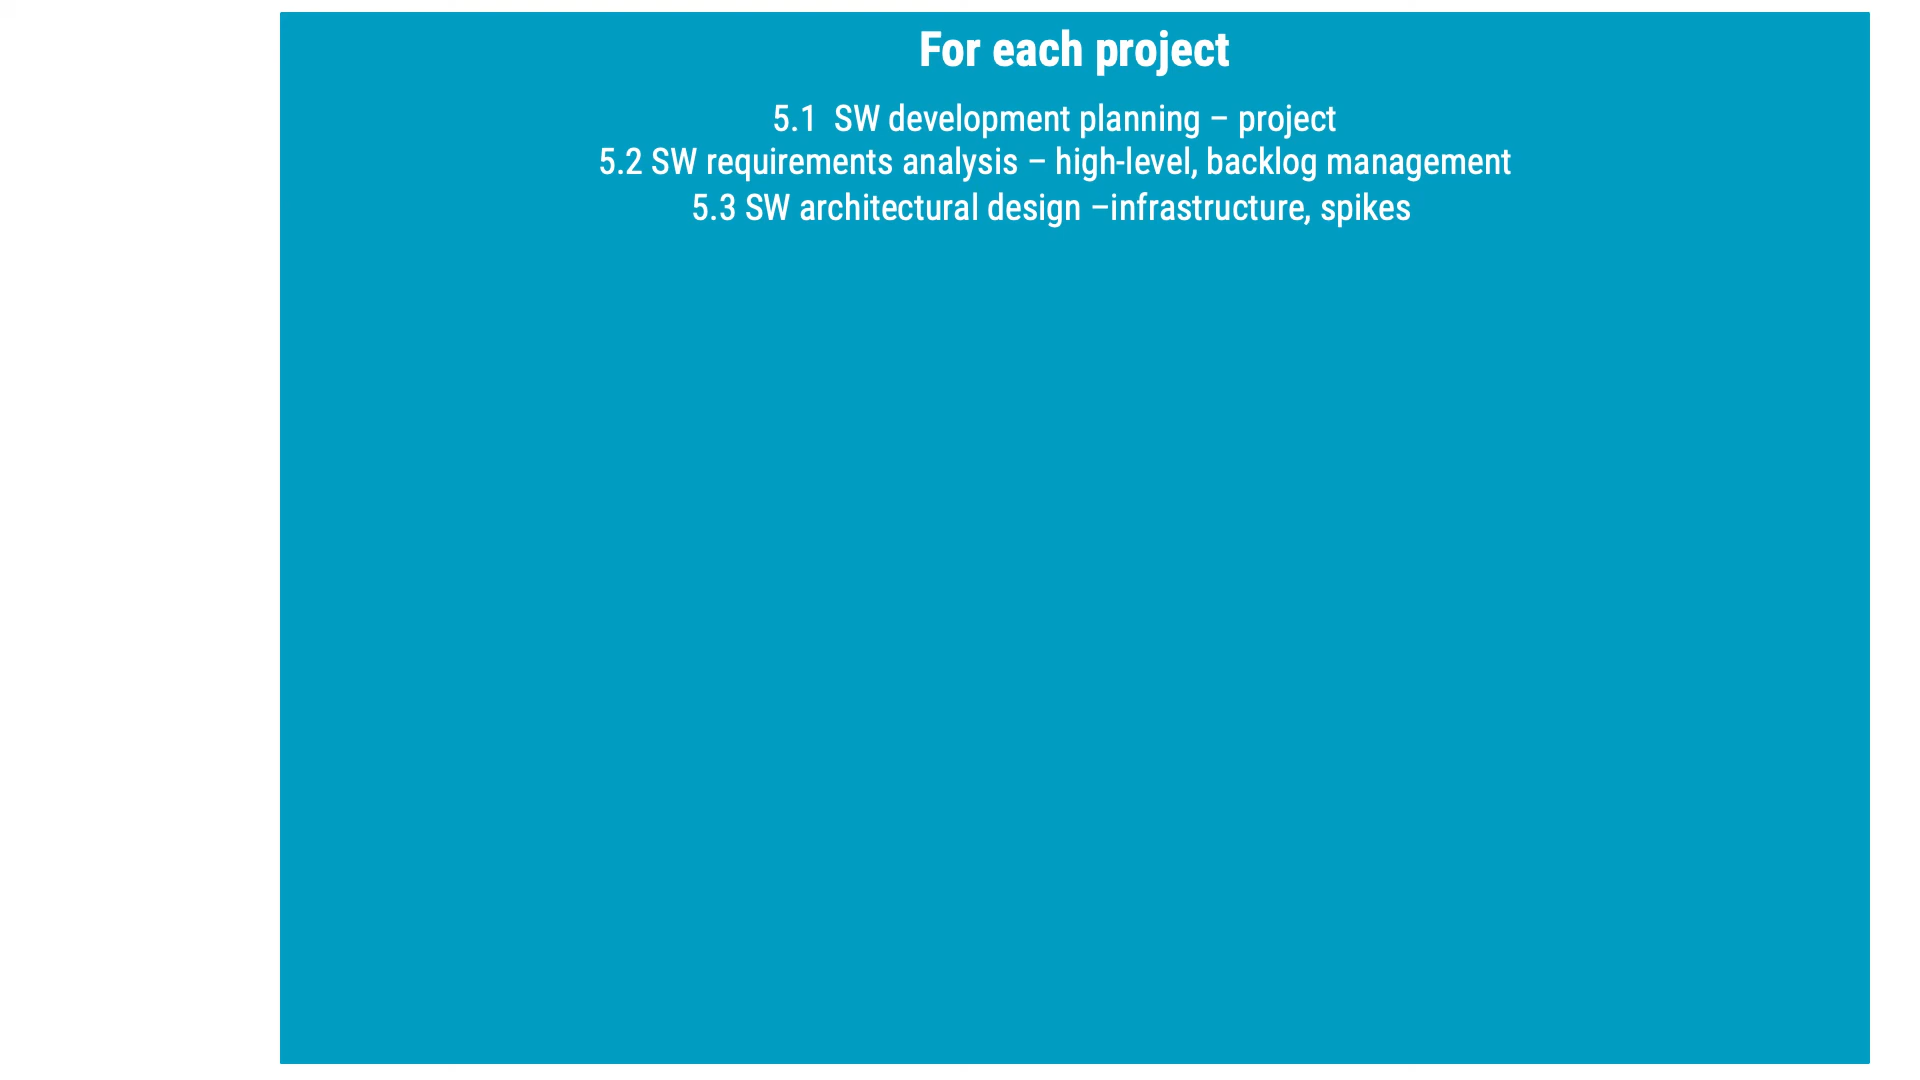 For each project
5.1  SW development planning – project
5.2 SW requirements analysis – high-level, backlog management
5.3 SW architectural design –infrastructure, spikes